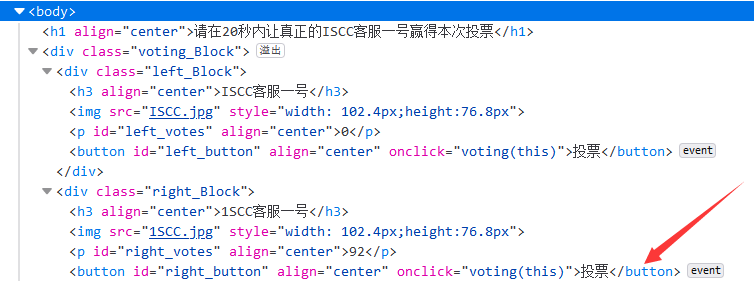 <body>
<h1 align="center">请在20秒内让真正的ISCC客服一号赢得本次投票</h1>
<div class="voting_Block"> 溢出
<div class="left_Block">
<h3 align="center">ISCC客服一号</h3>
<img src="ISCC.jpg" style="width: 102.4px;height:76.8px">
<p id="left_votes" align="center">0</p>
<button id="left_button" align="center" onclick="voting(this)">投票</button> event
</div>
<div class="right_Block">
<h3 align="center">1SCC客服一号</h3>
<img src="1SCC.jpg" style="width: 102.4px;height:76.8px">
<p id="right_votes" align="center">92</p>
<button id="right_button" align="center" onclick="voting(this)">投票</button> event